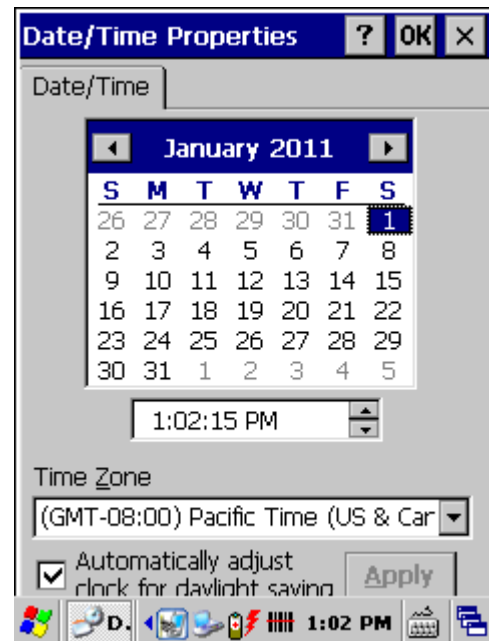 Date/Time Properties ? OK ×
Date/Time
January 2011
S M T W T F S
26 27 28 29 30 31 1
2 3 4 5 6 7 8
9 10 11 12 13 14 15
16 17 18 19 20 21 22
23 24 25 26 27 28 29
30 31 1 2 3 4 5
1:02:15 PM
Time Zone
(GMT-08:00) Pacific Time (US & Car
Automatically adjust
clock for daylight saving
Apply
D. 1:02 PM